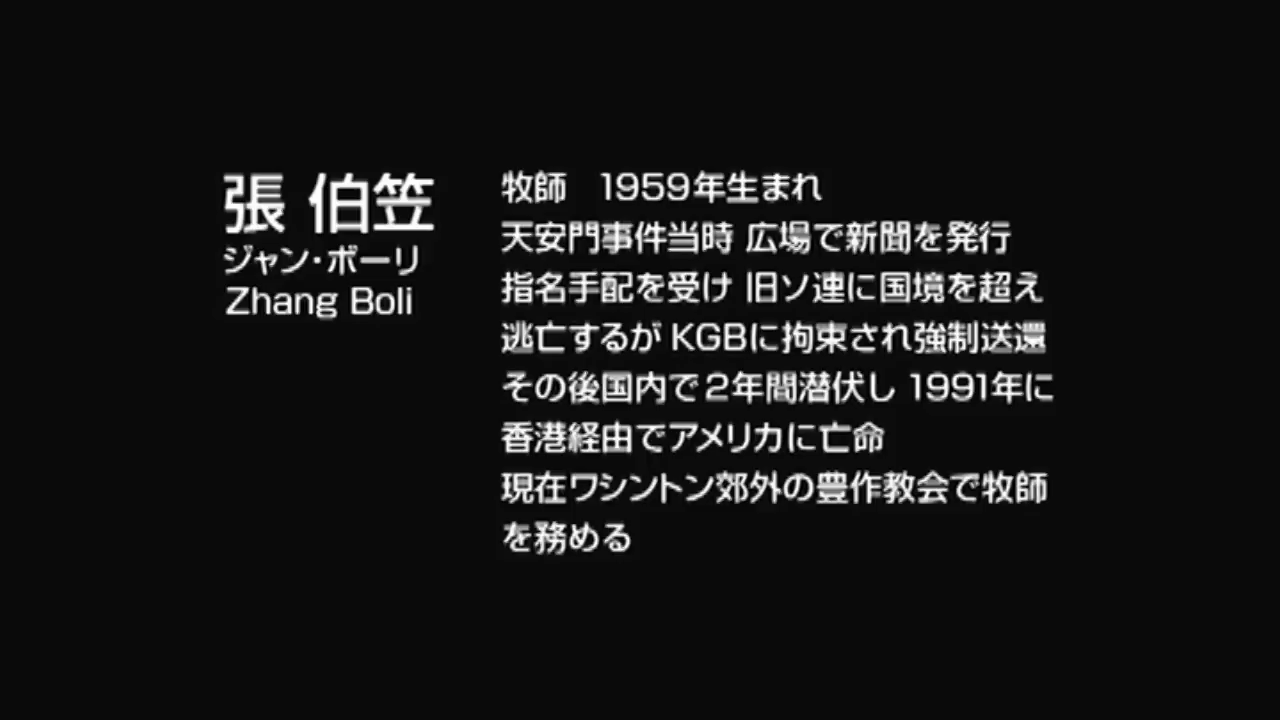 張 伯笠
ジャン・ボーリ
Zhang Boli
牧師　1959年生まれ
天安門事件当時 広場で新聞を発行
指名手配を受け 旧ソ連に国境を超え
逃亡するが KGBに拘束され強制送還
その後国内で2年間潜伏し 1991年に
香港経由でアメリカに亡命
現在ワシントン郊外の豊作教会で牧師
を務める